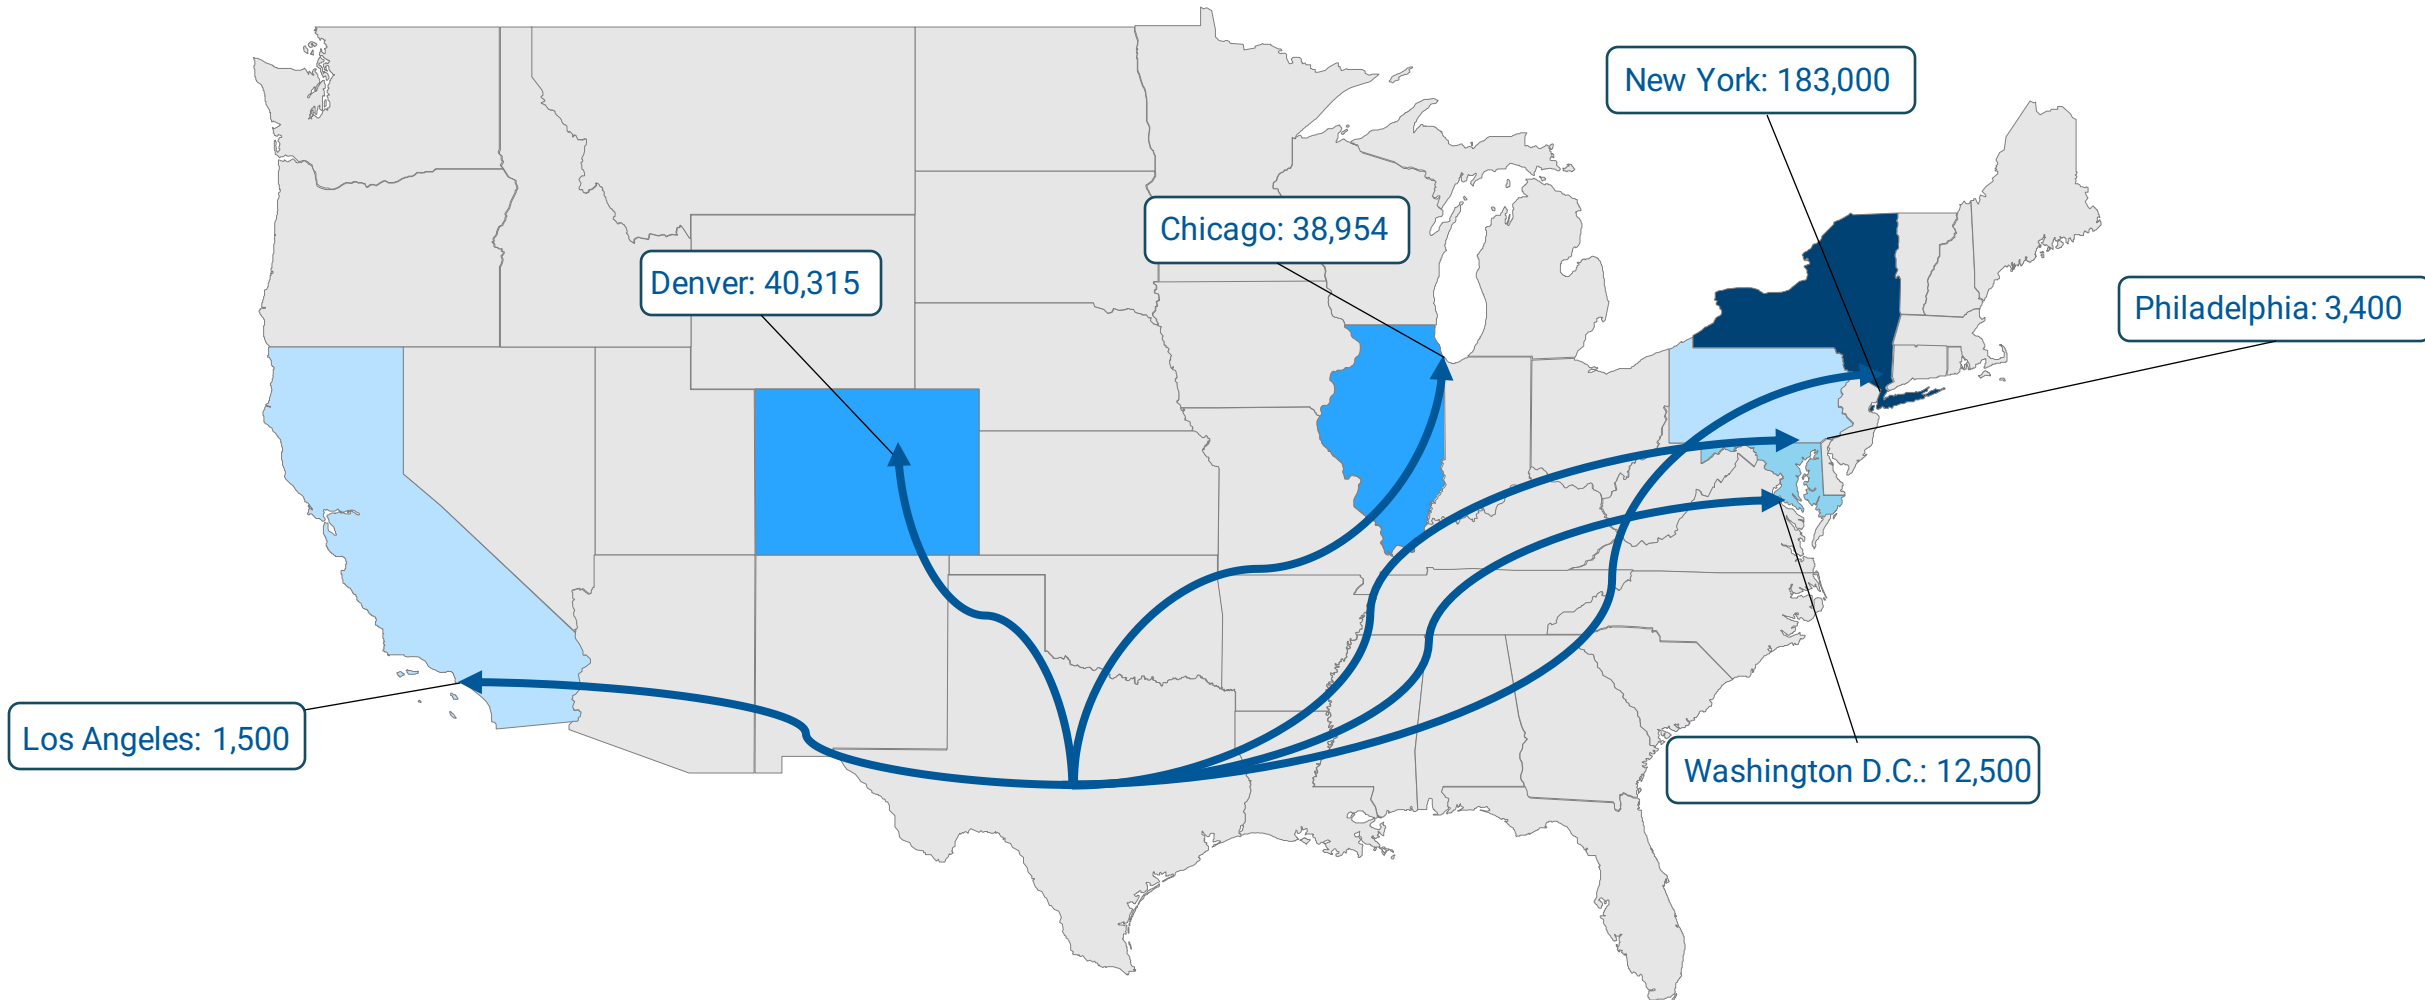 New York: 183,000
Chicago: 38,954
Denver: 40,315
Philadelphia: 3,400
Los Angeles: 1,500
Washington D.C.: 12,500